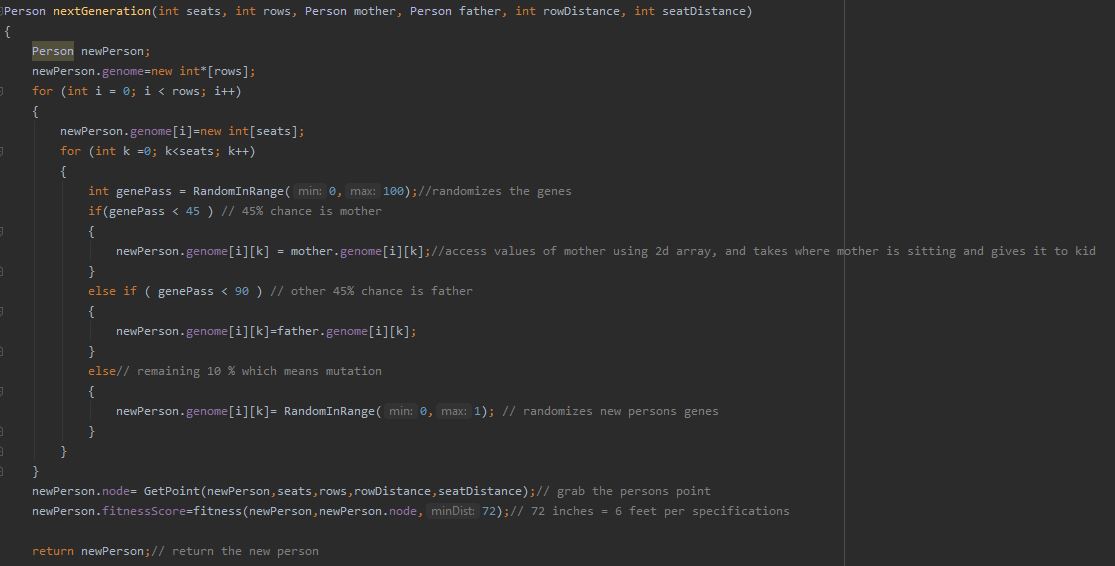 Person nextGeneration(int seats, int rows, Person mother, Person father, int rowDistance, int seatDistance)
{
Person newPerson;
newPerson.genome=new int*[rows];
for (int i = 0; i < rows; i++)
{
newPerson.genome[i]=new int[seats];
for (int k =0; k<seats; k++)
{
int genePass = RandomInRange( min: 0, max: 100);//randomizes the genes
if(genePass < 45 ) // 45% chance is mother
{
newPerson.genome[i][k] = mother.genome[i][k];//access values of mother using 2d array, and takes where mother is sitting and gives it to kid
}
else if ( genePass < 90 ) // other 45% chance is father
{
newPerson.genome[i][k]=father.genome[i][k];
}
else// remaining 10 % which means mutation
{
newPerson.genome[i][k]= RandomInRange( min: 0, max: 1); // randomizes new persons genes
}
}
}
newPerson.node= GetPoint(newPerson,seats,rows,rowDistance,seatDistance);// grab the persons point
newPerson.fitnessScore=fitness(newPerson,newPerson.node, minDist: 72);// 72 inches = 6 feet per specifications
return newPerson;// return the new person